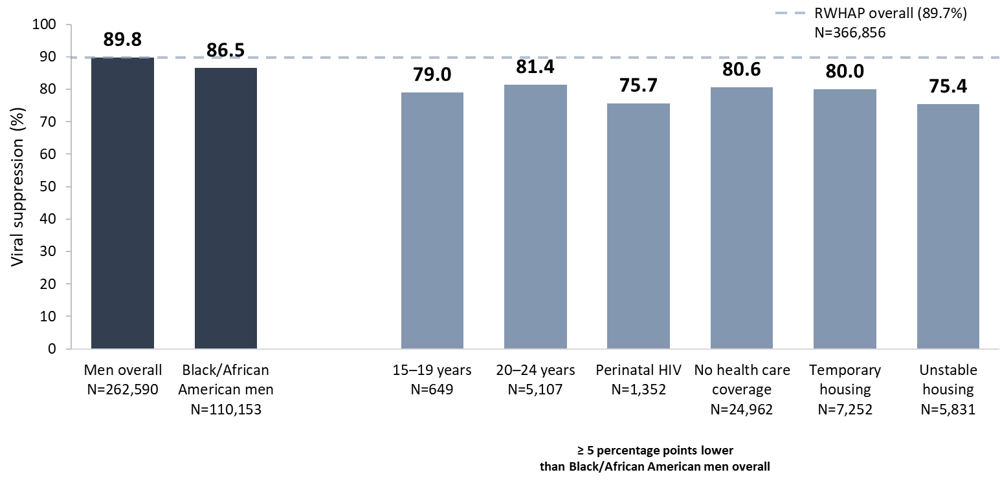 RWHAP overall (89.7%)
N=366,856
Viral suppression (%)
100
90
80
70
60
50
40
30
20
10
0
89.8
86.5
79.0
81.4
75.7
80.6
80.0
75.4
Men overall
N=262,590
Black/African
American men
N=110,153
15–19 years
N=649
20–24 years
N=5,107
Perinatal HIV
N=1,352
No health care
coverage
N=24,962
Temporary
housing
N=7,252
Unstable
housing
N=5,831
≥ 5 percentage points lower
than Black/African American men overall